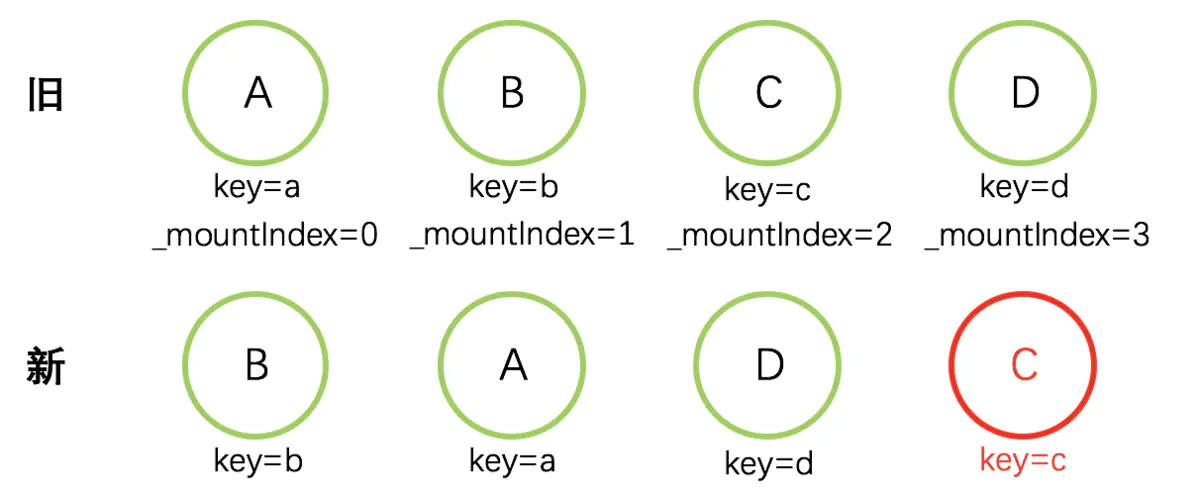 旧 A B C D
key=a key=b key=c key=d
_mountIndex=0 _mountIndex=1 _mountIndex=2 _mountIndex=3
新 B A D C
key=b key=a key=d key=c